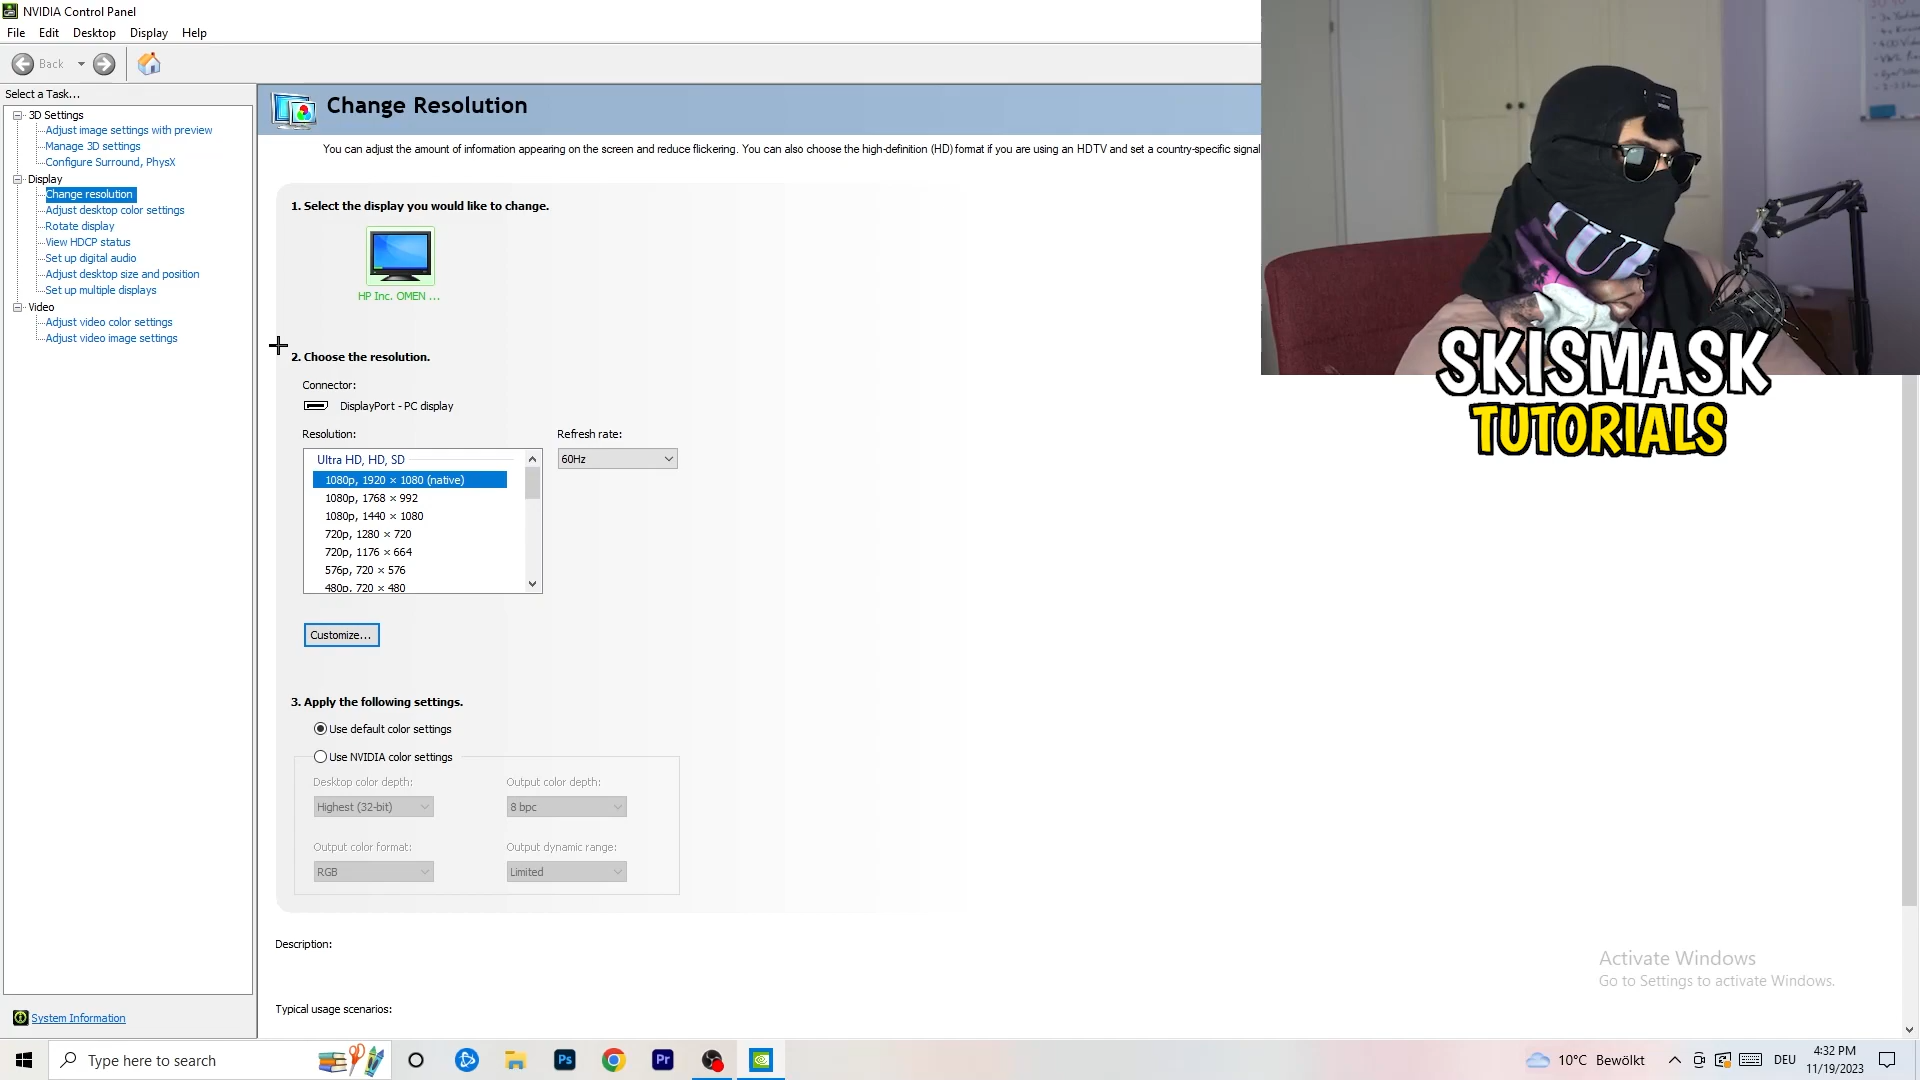 NVIDIA Control Panel
File Edit Desktop Display Help
Back
Select a Task...
3D Settings
Adjust image settings with preview
Manage 3D settings
Configure Surround, PhysX
Display
Change resolution
Adjust desktop color settings
Rotate display
View HDCP status
Set up digital audio
Adjust desktop size and position
Set up multiple displays
Video
Adjust video color settings
Adjust video image settings
System Information
Change Resolution
You can adjust the amount of information appearing on the screen and reduce flickering. You can also choose the high-definition (HD) format if you are using an HDTV and set a country-specific signal
1. Select the display you would like to change.
HP Inc. OMEN ...
2. Choose the resolution.
Connector:
DisplayPort - PC display
Resolution:
Refresh rate:
Ultra HD, HD, SD
60Hz
1080p, 1920 × 1080 (native)
1080p, 1768 × 992
1080p, 1440 × 1080
720p, 1280 × 720
720p, 1176 × 664
576p, 720 × 576
480p, 720 × 480
Customize...
3. Apply the following settings.
Use default color settings
Use NVIDIA color settings
Desktop color depth:
Output color depth:
Highest (32-bit)
8 bpc
Output color format:
Output dynamic range:
RGB
Limited
Description:
Typical usage scenarios:
SKISMASK
TUTORIALS
Activate Windows
Go to Settings to activate Windows.
Type here to search
Ps
Pr
10°C Bewölkt
DEU
4:32 PM
11/19/2023